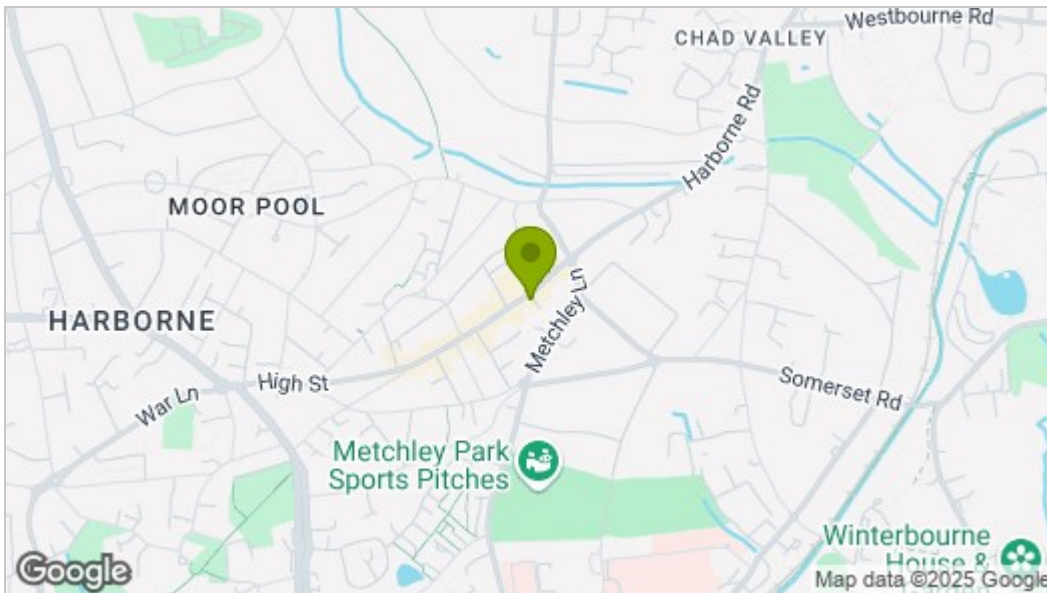 Westbourne Rd
CHAD VALLEY
Harborne Rd
MOOR POOL
HARBORNE
Metchley Ln
High St
War Ln
Somerset Rd
Metchley Park
Sports Pitches
Winterbourne
House &
Google
Map data ©2025 Google